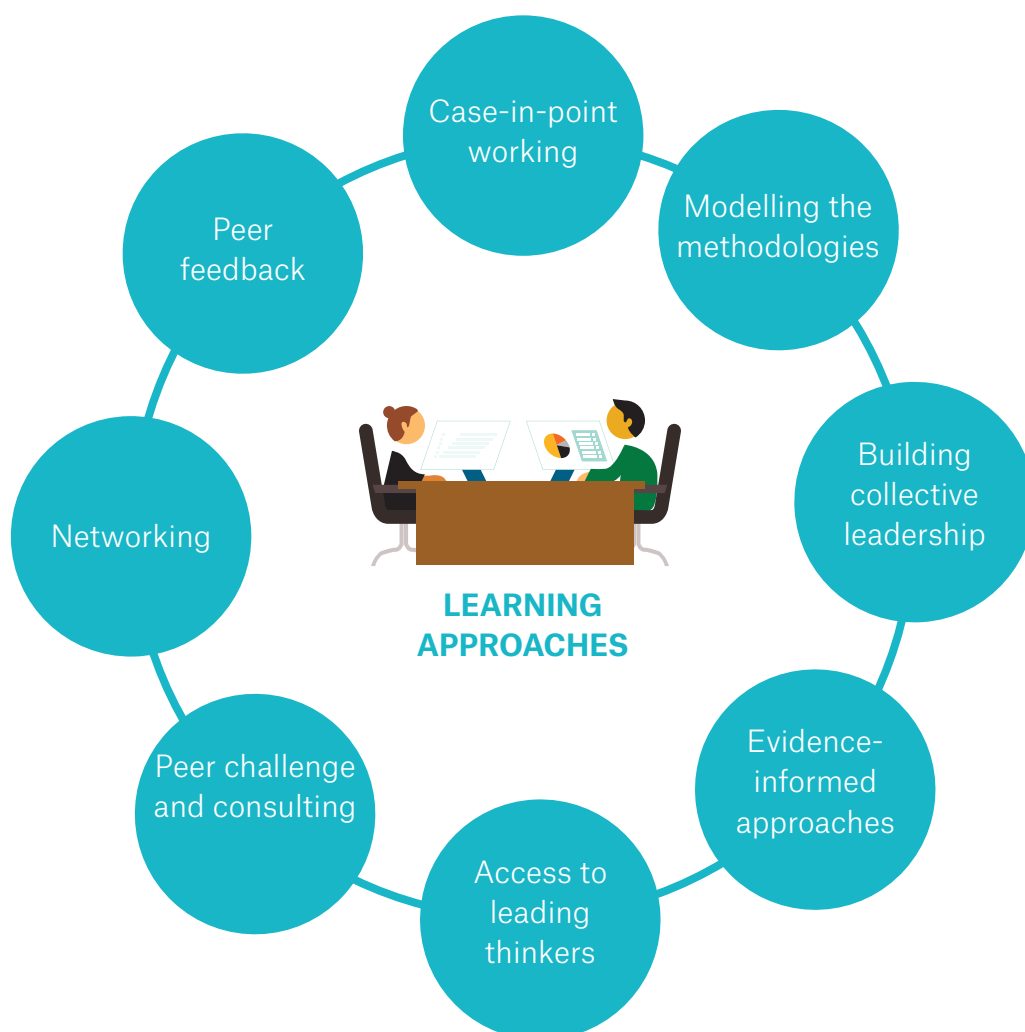 Case-in-point
working
Modelling the
methodologies
Building
collective
leadership
Evidence-
informed
approaches
Access to
leading
thinkers
Peer challenge
and consulting
Networking
Peer
feedback
LEARNING
APPROACHES